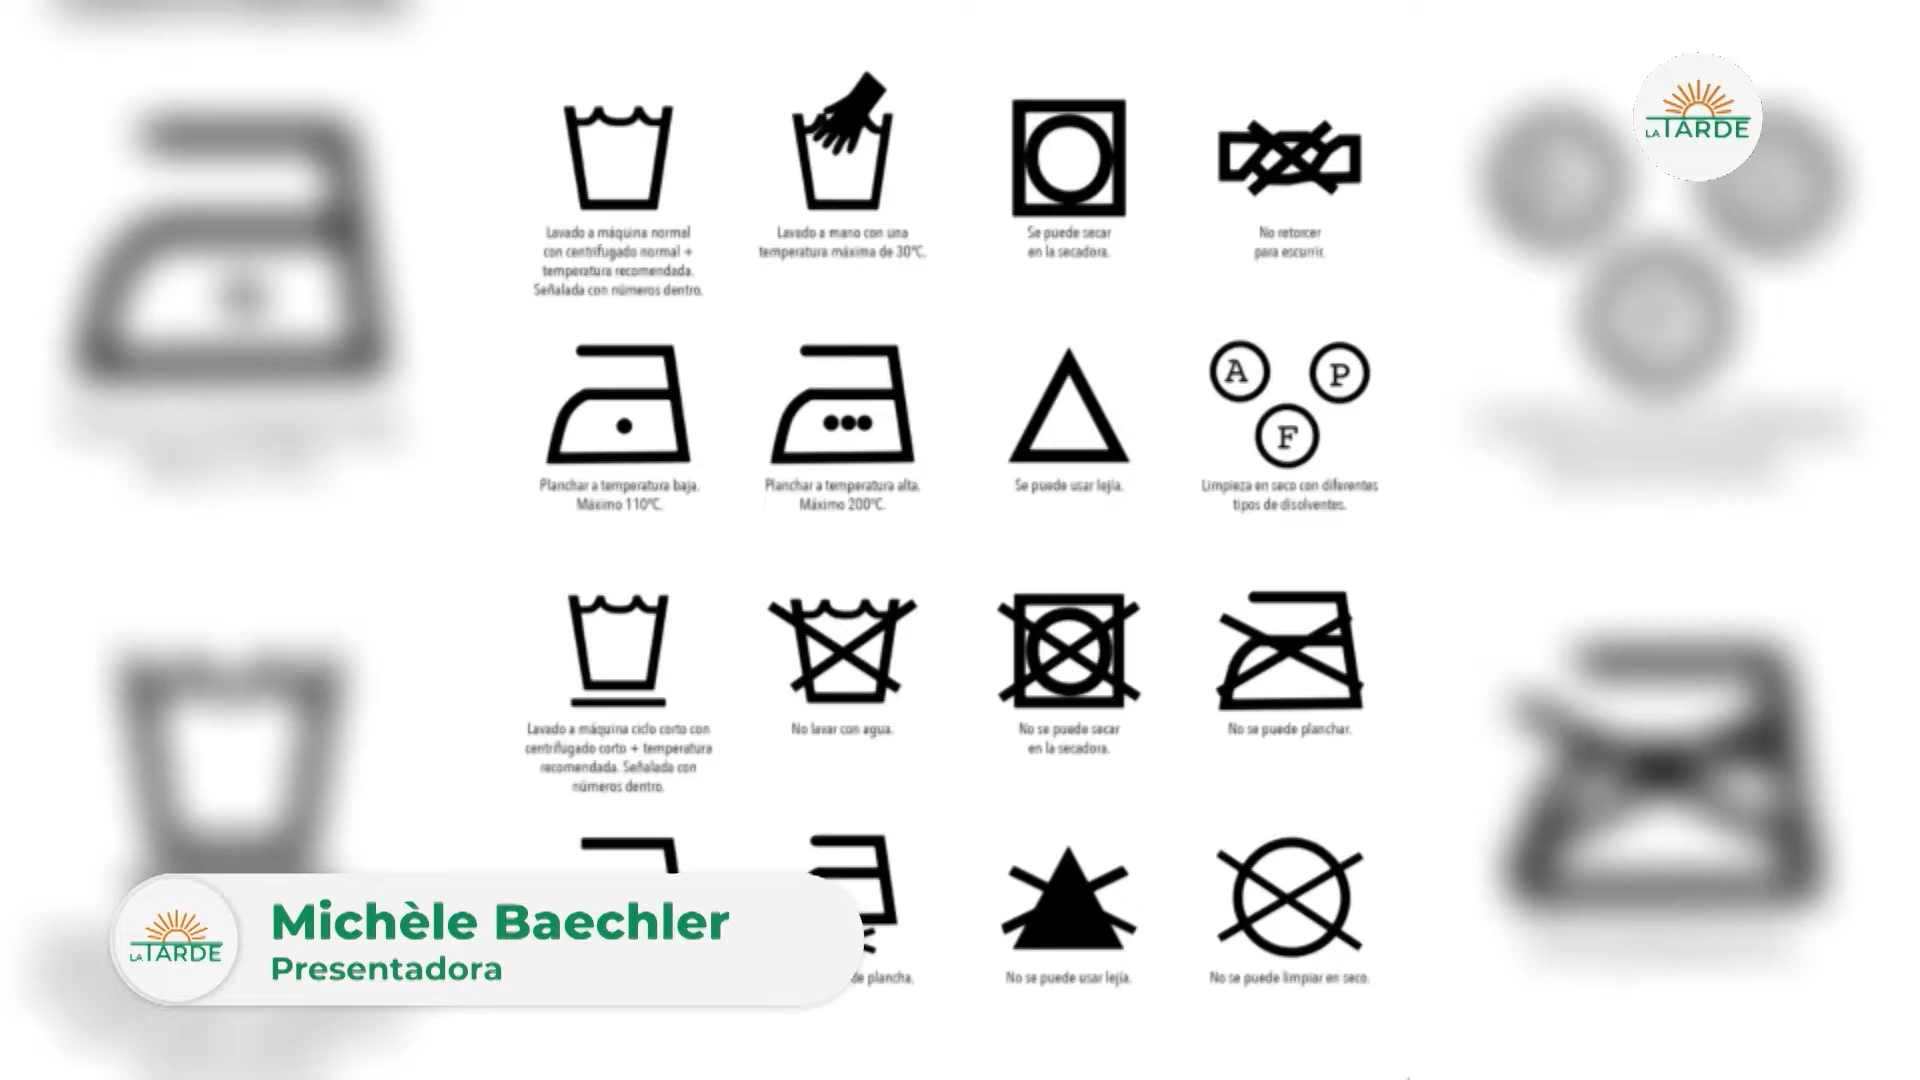 LA TARDE
Lavado a máquina normal
con centrifugado normal +
temperatura recomendada.
Señalada con números dentro.
Lavado a mano con una
temperatura máxima de 30°C.
Se puede secar
en la secadora.
No retorcer
para escurrir.
A
P
F
Planchar a temperatura baja.
Máximo 110°C.
Planchar a temperatura alta.
Máximo 200°C.
Se puede usar lejía.
Limpieza en seco con diferentes
tipos de disolventes.
Lavado a máquina ciclo corto con
centrifugado corto + temperatura
recomendada. Señalada con
números dentro.
No lavar con agua.
No se puede secar
en la secadora.
No se puede planchar.
de plancha.
No se puede usar lejía.
No se puede limpiar en seco.
LA TARDE
Michèle Baechler
Presentadora